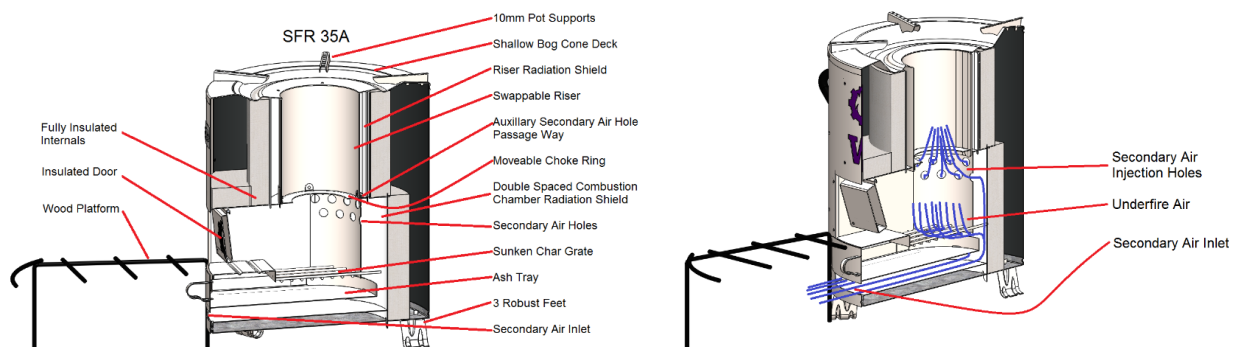 SFR 35A
10mm Pot Supports
Shallow Bog Cone Deck
Riser Radiation Shield
Swappable Riser
Auxillary Secondary Air Hole
Passage Way
Moveable Choke Ring
Double Spaced Combustion
Chamber Radiation Shield
Secondary Air Holes
Sunken Char Grate
Ash Tray
3 Robust Feet
Secondary Air Inlet
Fully Insulated
Internals
Insulated Door
Wood Platform
Secondary Air
Injection Holes
Underfire Air
Secondary Air Inlet